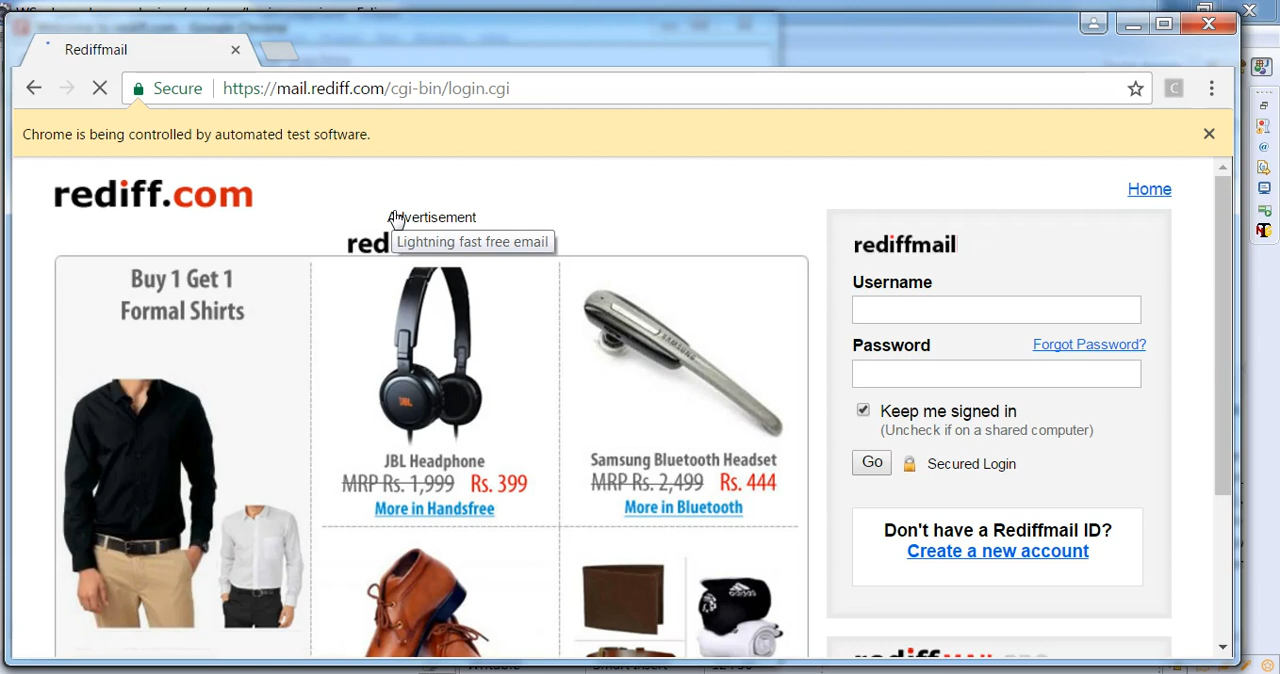 Rediffmail
Secure
https://mail.rediff.com/cgi-bin/login.cgi
C
Chrome is being controlled by automated test software.
rediff.com
Home
Lightning fast free email
Buy 1 Get 1
Formal Shirts
JBL
JBL Headphone
MRP Rs. 1,999 Rs. 399
More in Handsfree
SAMSUNG
Samsung Bluetooth Headset
MRP Rs. 2,499 Rs. 444
More in Bluetooth
adidas
rediffmail
Username
Password
Forgot Password?
Keep me signed in
(Uncheck if on a shared computer)
Go
Secured Login
Don't have a Rediffmail ID?
Create a new account